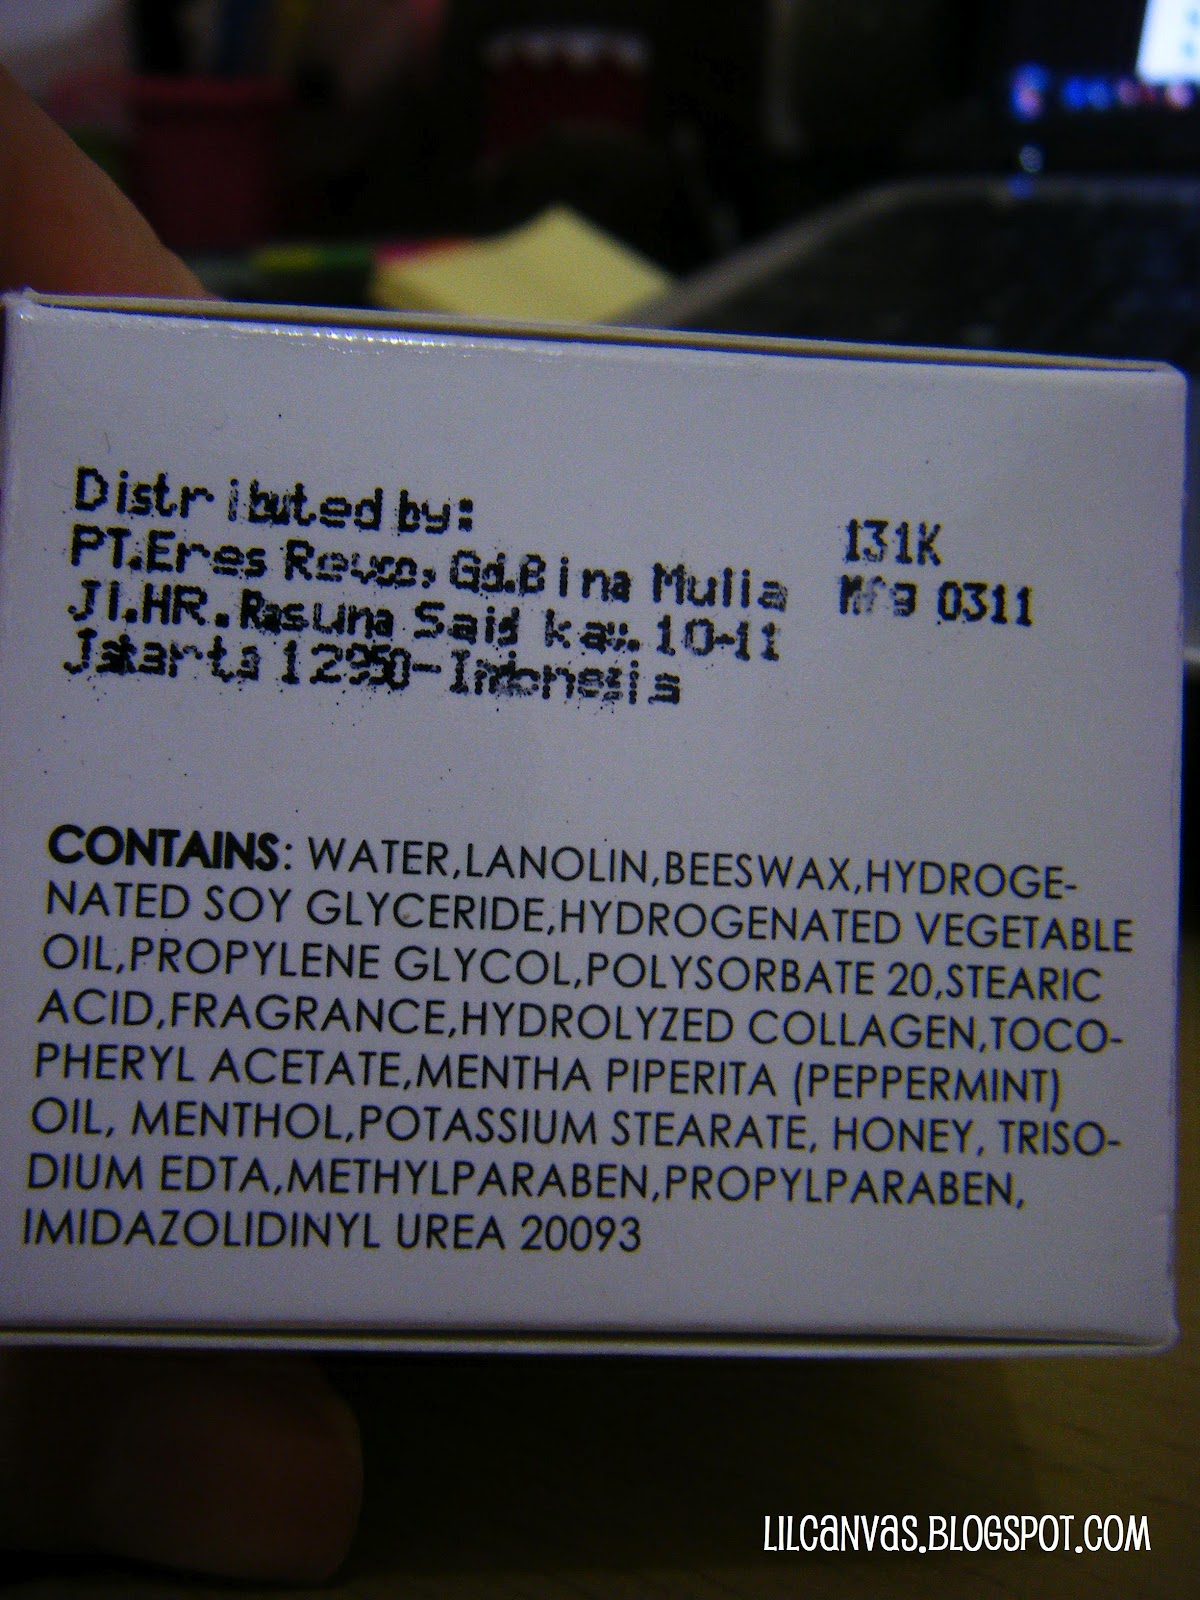 Distributed by:
PT.Eres Revco, Gd.Bina Mulia
Jl.HR.Rasuna Said kav.10-11
Jakarta 12950-Indonesia
131K
Mfg 0311
CONTAINS: WATER,LANOLIN,BEESWAX,HYDROGE-
NATED SOY GLYCERIDE,HYDROGENATED VEGETABLE
OIL,PROPYLENE GLYCOL,POLYSORBATE 20,STEARIC
ACID,FRAGRANCE,HYDROLYZED COLLAGEN,TOCO-
PHERYL ACETATE,MENTHA PIPERITA (PEPPERMINT)
OIL, MENTHOL,POTASSIUM STEARATE, HONEY, TRISO-
DIUM EDTA,METHYLPARABEN,PROPYLPARABEN,
IMIDAZOLIDINYL UREA 20093
LILCANVAS.BLOGSPOT.COM